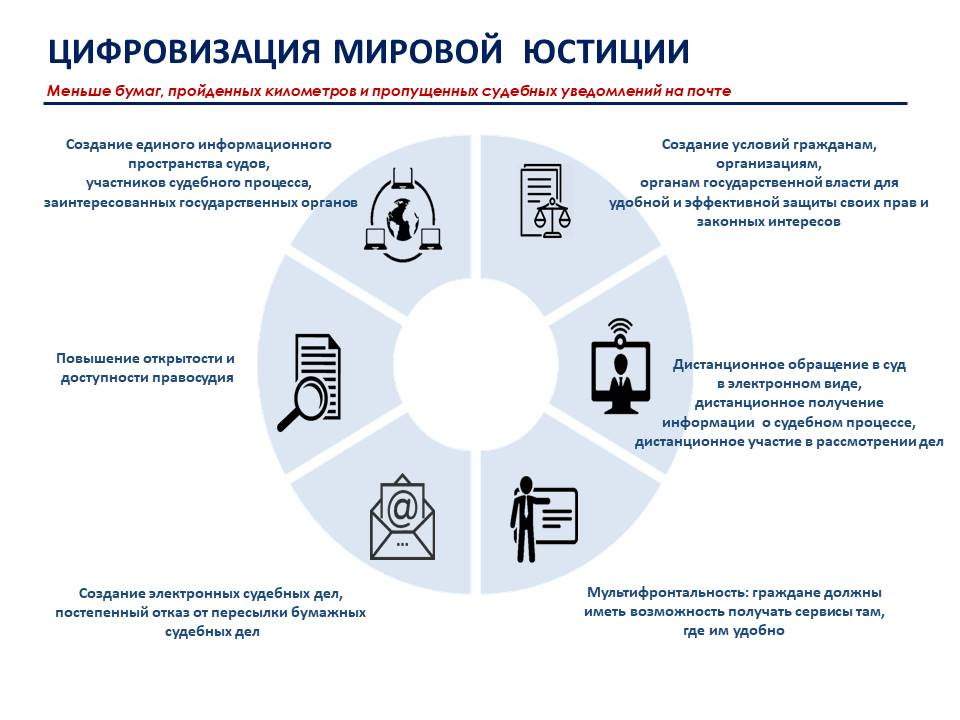 ЦИФРОВИЗАЦИЯ МИРОВОЙ ЮСТИЦИИ
Меньше бумаг, пройденных километров и пропущенных судебных уведомлений на почте
Создание единого информационного
пространства судов,
участников судебного процесса,
заинтересованных государственных органов
Создание условий гражданам,
организациям,
органам государственной власти для
удобной и эффективной защиты своих прав и
законных интересов
Повышение открытости и
доступности правосудия
Дистанционное обращение в суд
в электронном виде,
дистанционное получение
информации о судебном процессе,
дистанционное участие в рассмотрении дел
@
...
Создание электронных судебных дел,
постепенный отказ от пересылки бумажных
судебных дел
Мультифронтальность: граждане должны
иметь возможность получать сервисы там,
где им удобно